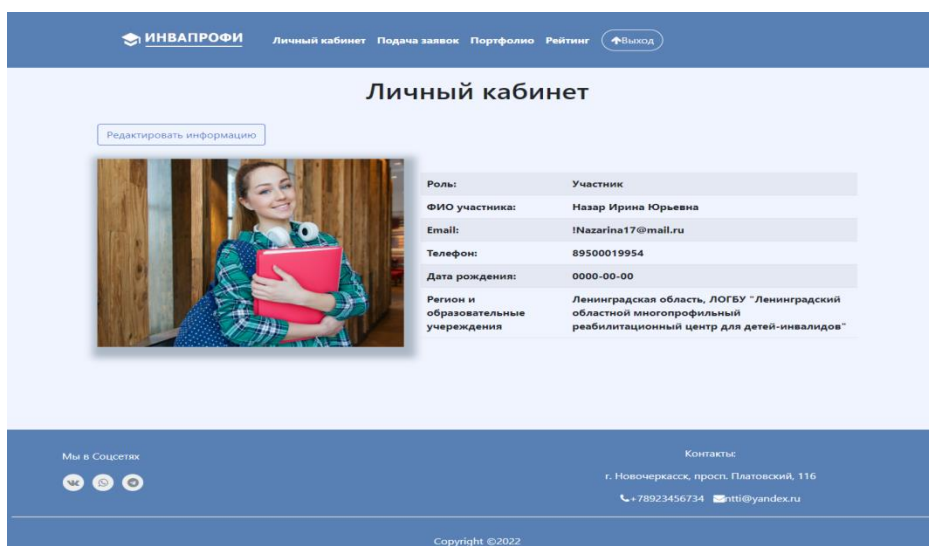 ИНВАПРОФИ
Личный кабинет Подача заявок Портфолио Рейтинг Выход
Личный кабинет
Редактировать информацию
Роль: Участник
ФИО участника: Назар Ирина Юрьевна
Email: !Nazarina17@mail.ru
Телефон: 89500019954
Дата рождения: 0000-00-00
Регион и образовательные учереждения
Ленинградская область, ЛОГБУ "Ленинградский
областной многопрофильный
реабилитационный центр для детей-инвалидов"
Мы в Соцсетях
Контакты:
г. Новочеркасск, просп. Платовский, 116
+78923456734 ntti@yandex.ru
Copyright ©2022